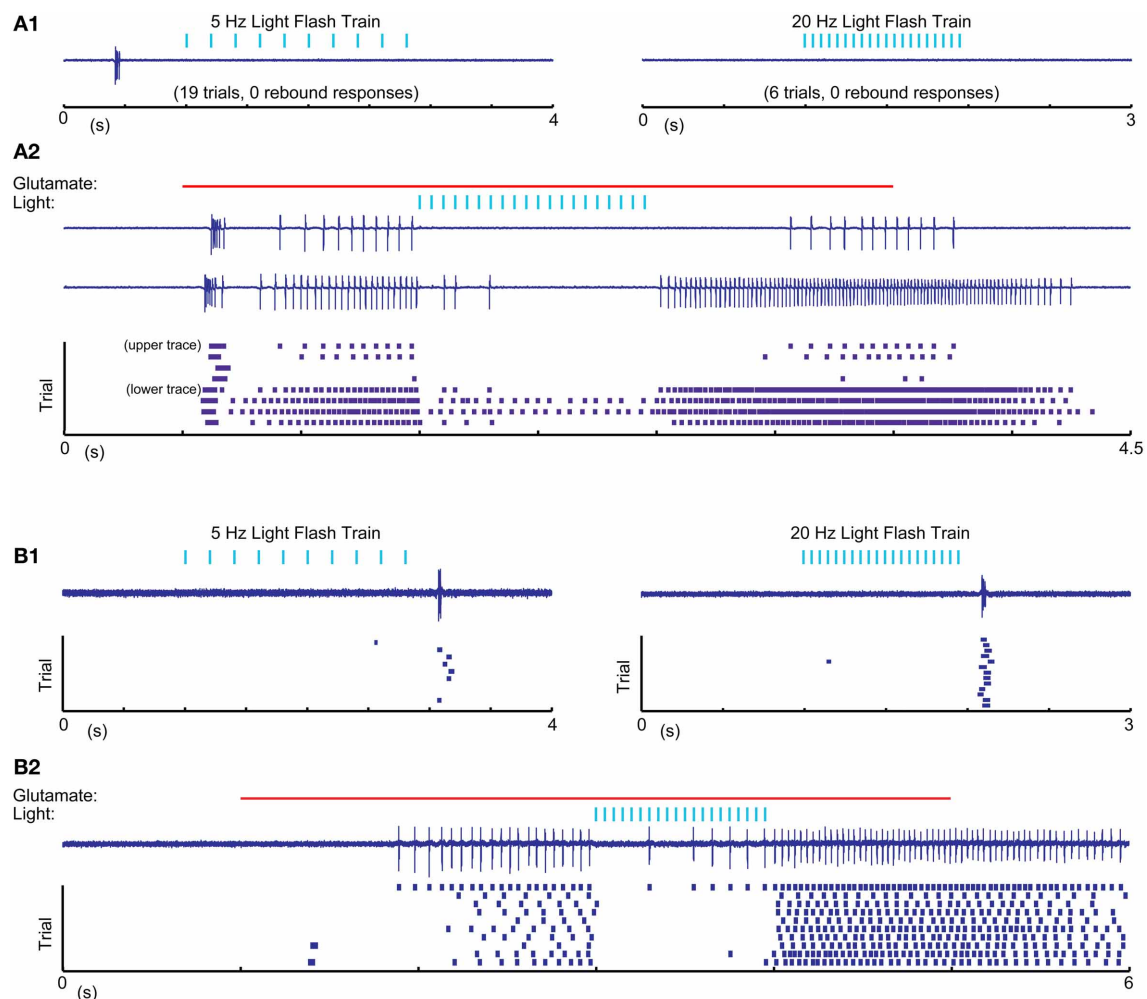 A1
5 Hz Light Flash Train
20 Hz Light Flash Train
(19 trials, 0 rebound responses)
(6 trials, 0 rebound responses)
0 (s) 4
0 (s) 3
A2
Glutamate:
Light:
(upper trace)
(lower trace)
Trial
0 (s) 4.5
B1
5 Hz Light Flash Train
20 Hz Light Flash Train
Trial
Trial
0 (s) 4
0 (s) 3
B2
Glutamate:
Light:
Trial
0 (s) 6